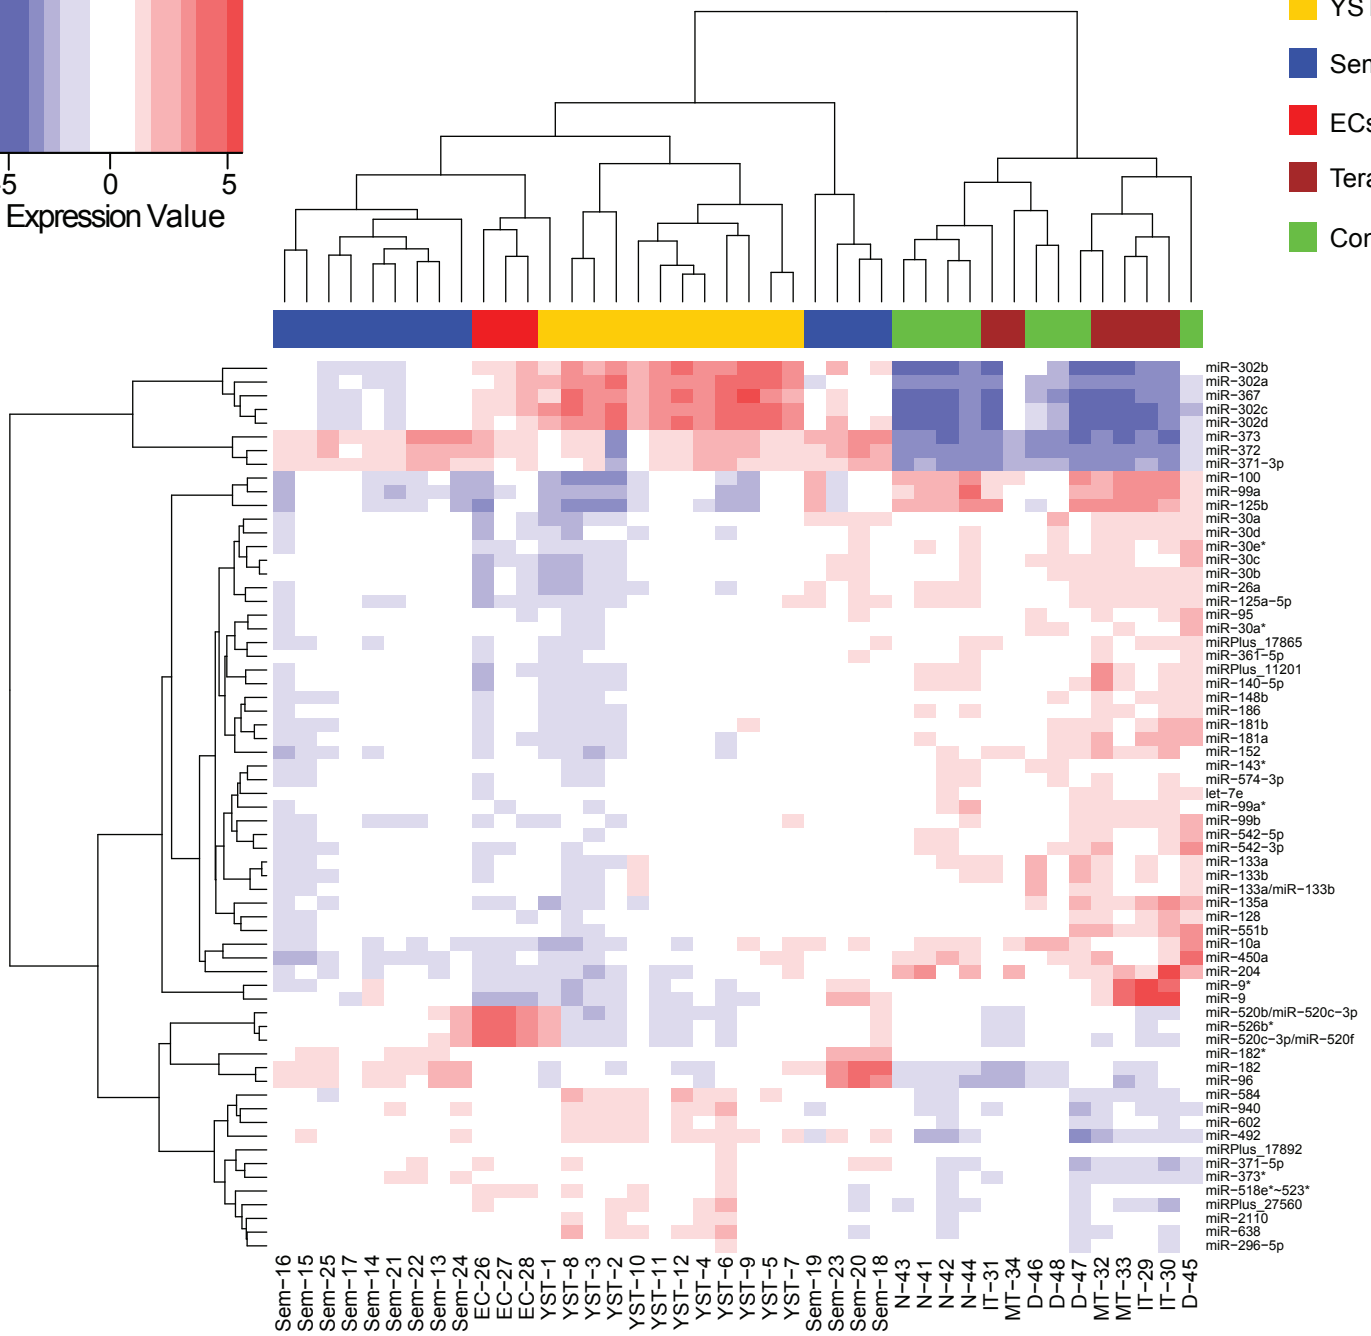 -5 0 5
Expression Value
YS
Sem
ECs
Tera
Con
miR−302b
miR−302a
miR−367
miR−302c
miR−302d
miR−373
miR−372
miR−371−3p
miR−100
miR−99a
miR−125b
miR−30a
miR−30d
miR−30e*
miR−30c
miR−30b
miR−26a
miR−125a−5p
miR−95
miR−30a*
miRPlus_17865
miR−361−5p
miRPlus_11201
miR−140−5p
miR−148b
miR−186
miR−181b
miR−181a
miR−152
miR−143*
miR−574−3p
let−7e
miR−99a*
miR−99b
miR−542−5p
miR−542−3p
miR−133a
miR−133b
miR−133a/miR−133b
miR−135a
miR−128
miR−551b
miR−10a
miR−450a
miR−204
miR−9*
miR−9
miR−520b/miR−520c−3p
miR−526b*
miR−520c−3p/miR−520f
miR−182*
miR−182
miR−96
miR−584
miR−940
miR−602
miR−492
miRPlus_17892
miR−371−5p
miR−373*
miR−518e*~523*
miRPlus_27560
miR−2110
miR−638
miR−296−5p
Sem−16
Sem−15
Sem−25
Sem−17
Sem−14
Sem−21
Sem−22
Sem−13
Sem−24
EC−26
EC−27
EC−28
YST−1
YST−8
YST−3
YST−2
YST−10
YST−11
YST−12
YST−4
YST−6
YST−9
YST−5
YST−7
Sem−19
Sem−23
Sem−20
Sem−18
N−43
N−41
N−42
N−44
IT−31
MT−34
D−46
D−48
D−47
MT−32
MT−33
IT−29
IT−30
D−45